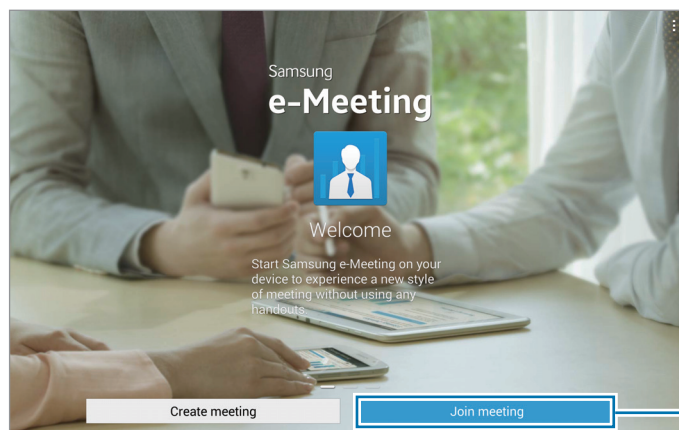 Samsung
e-Meeting
Welcome
Start Samsung e-Meeting on your
device to experience a new style
of meeting without using any
handouts.
Create meeting
Join meeting